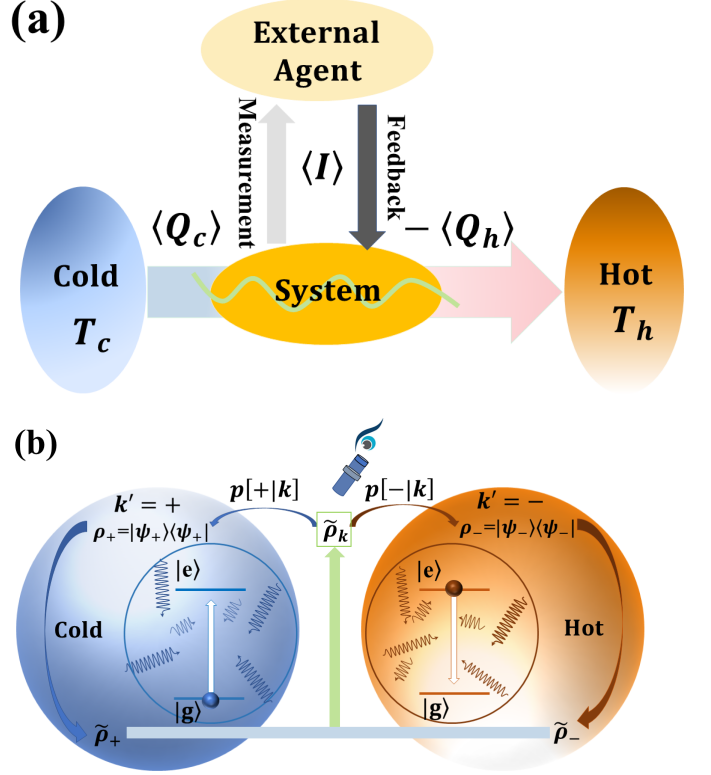 (a)
External
Agent
Measurement
⟨I⟩
Feedback
⟨Q_c⟩
−⟨Q_h⟩
Cold
T_c
System
Hot
T_h
(b)
p[+|k]
p[−|k]
k′ = +
ρ₊=|ψ₊⟩⟨ψ₊|
ρ̃_k
k′ = −
ρ₋=|ψ₋⟩⟨ψ₋|
|e⟩
|e⟩
Cold
Hot
|g⟩
|g⟩
ρ̃₊
ρ̃₋